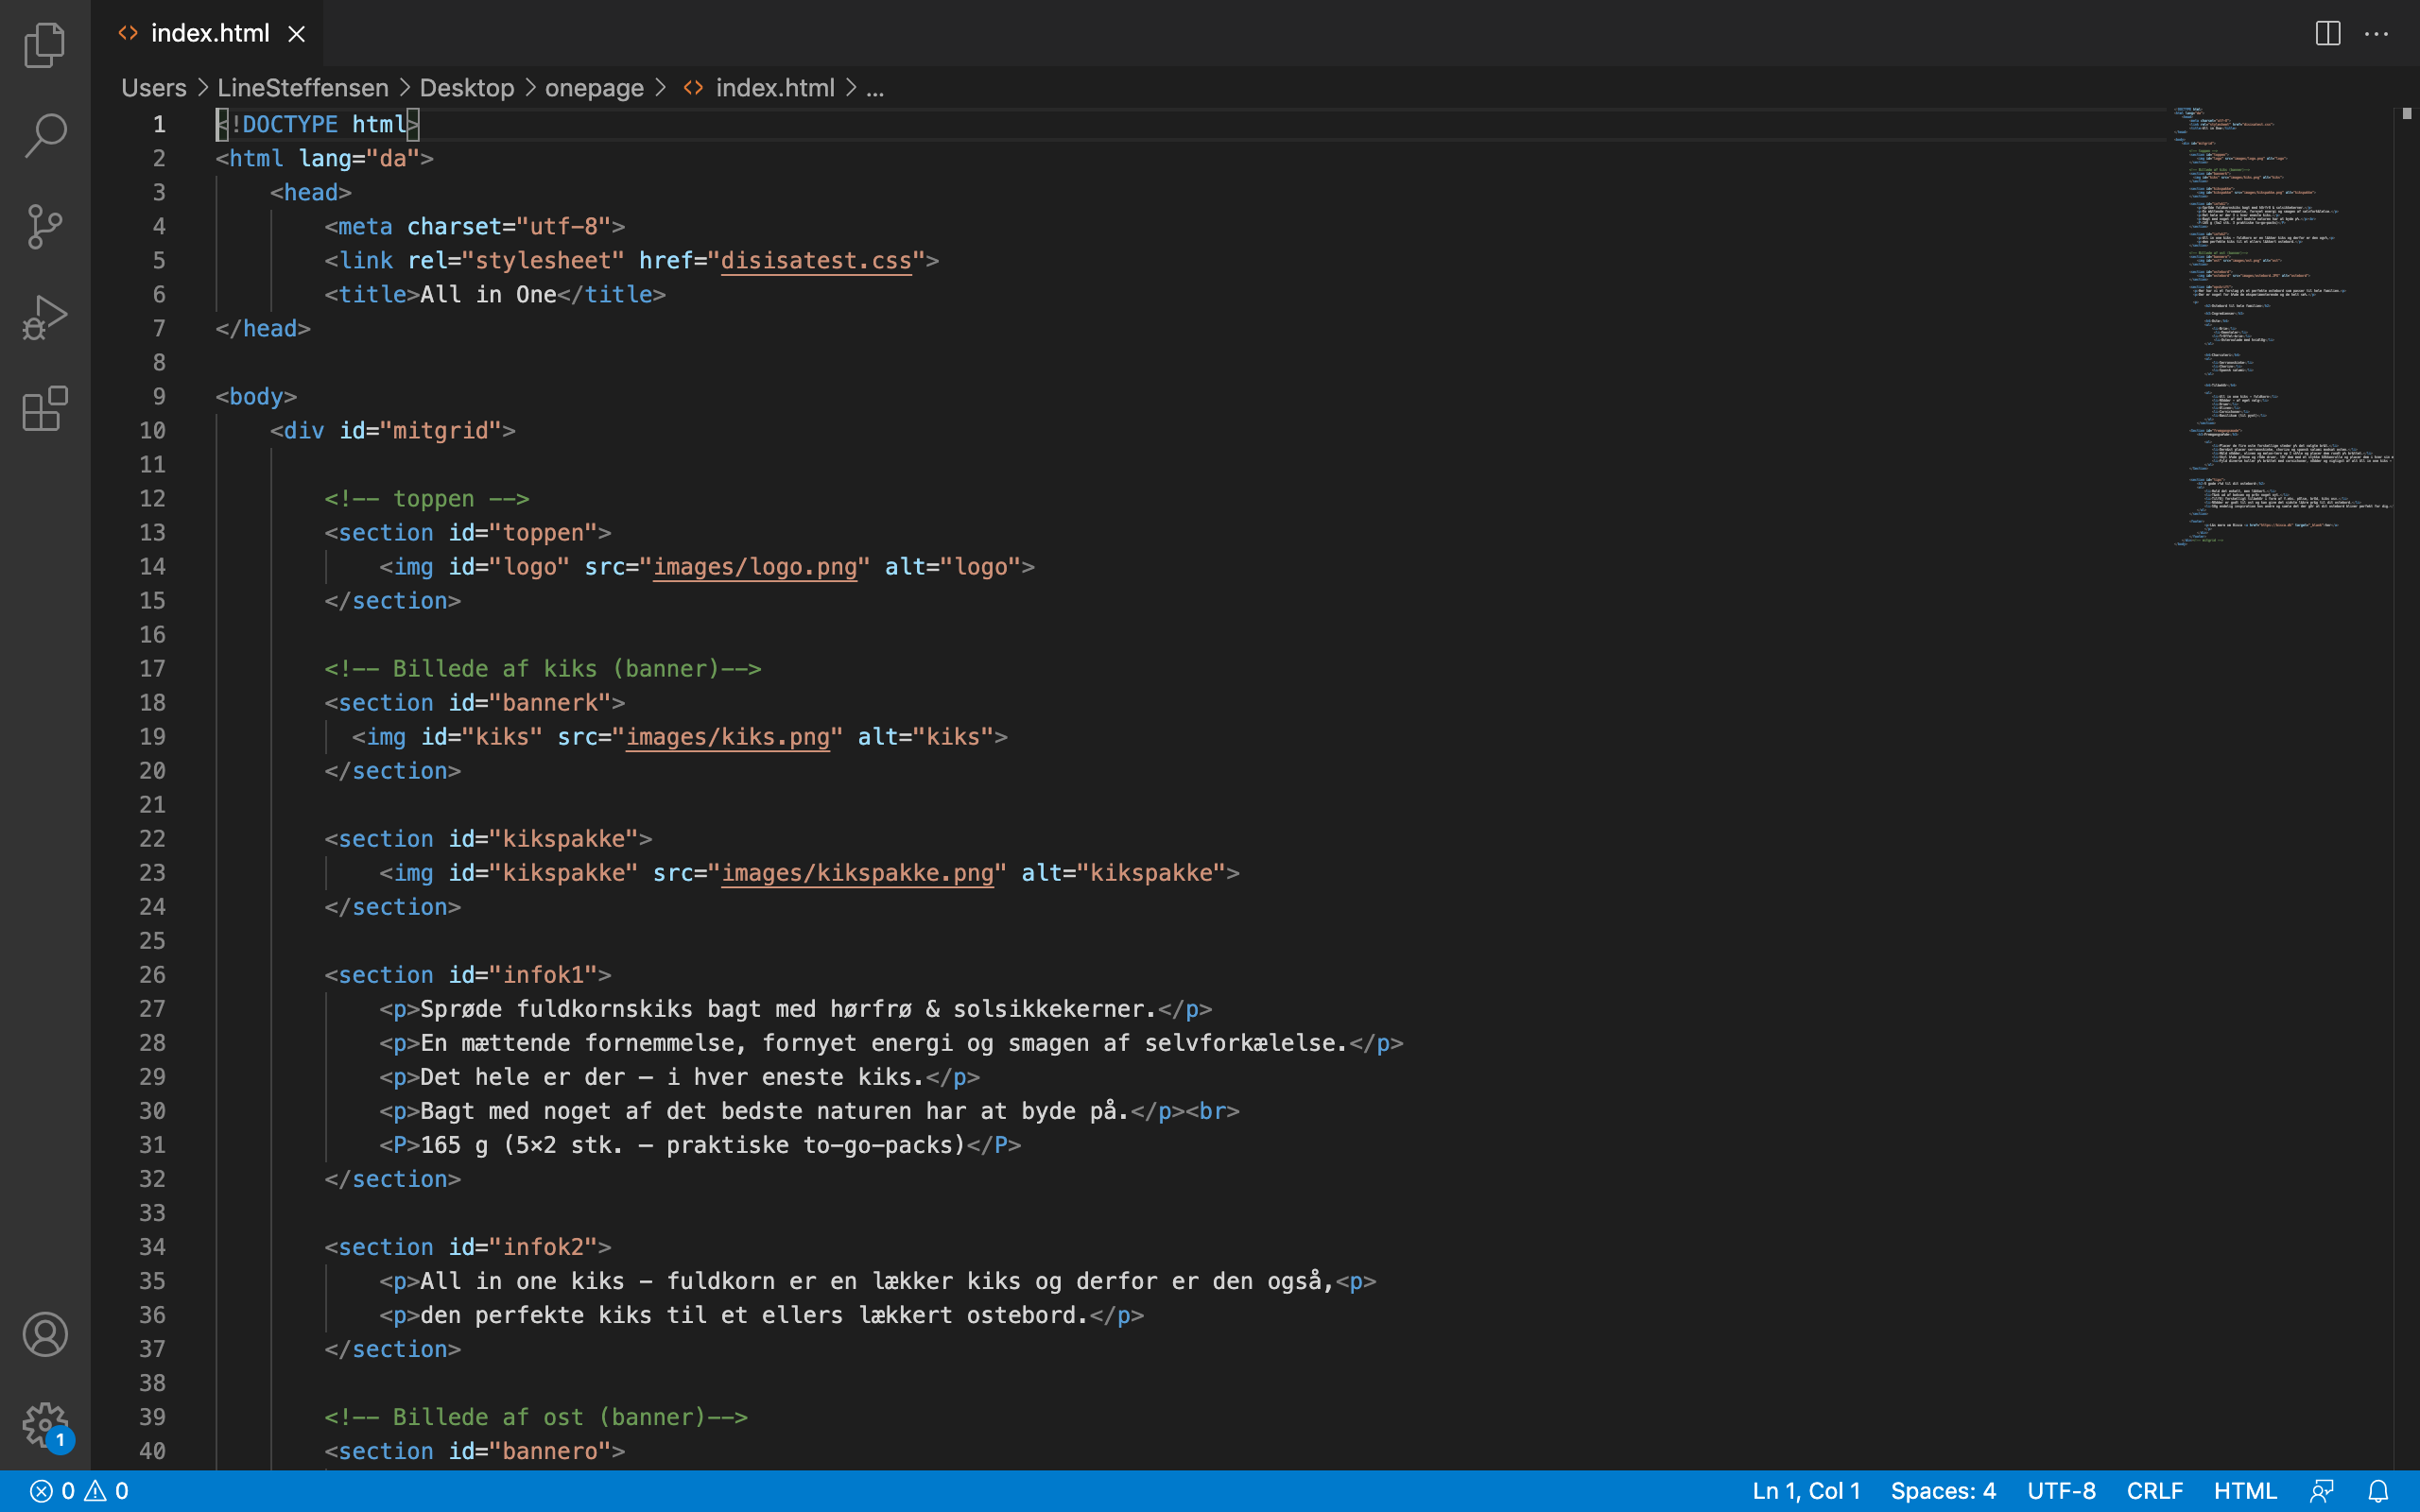 index.html
Users > LineSteffensen > Desktop > onepage > index.html > ...
1 <!DOCTYPE html>
2 <html lang="da">
3 <head>
4 <meta charset="utf-8">
5 <link rel="stylesheet" href="disisatest.css">
6 <title>All in One</title>
7 </head>
8
9 <body>
10 <div id="mitgrid">
11
12 <!-- toppen -->
13 <section id="toppen">
14 <img id="logo" src="images/logo.png" alt="logo">
15 </section>
16
17 <!-- Billede af kiks (banner)-->
18 <section id="bannerk">
19 <img id="kiks" src="images/kiks.png" alt="kiks">
20 </section>
21
22 <section id="kikspakke">
23 <img id="kikspakke" src="images/kikspakke.png" alt="kikspakke">
24 </section>
25
26 <section id="infok1">
27 <p>Sprøde fuldkornskiks bagt med hørfrø & solsikkekerner.</p>
28 <p>En mættende fornemmelse, fornyet energi og smagen af selvforkælelse.</p>
29 <p>Det hele er der – i hver eneste kiks.</p>
30 <p>Bagt med noget af det bedste naturen har at byde på.</p><br>
31 <P>165 g (5×2 stk. – praktiske to-go-packs)</P>
32 </section>
33
34 <section id="infok2">
35 <p>All in one kiks - fuldkorn er en lækker kiks og derfor er den også,<p>
36 <p>den perfekte kiks til et ellers lækkert ostebord.</p>
37 </section>
38
39 <!-- Billede af ost (banner)-->
40 <section id="bannero">
1
0 0 Ln 1, Col 1 Spaces: 4 UTF-8 CRLF HTML